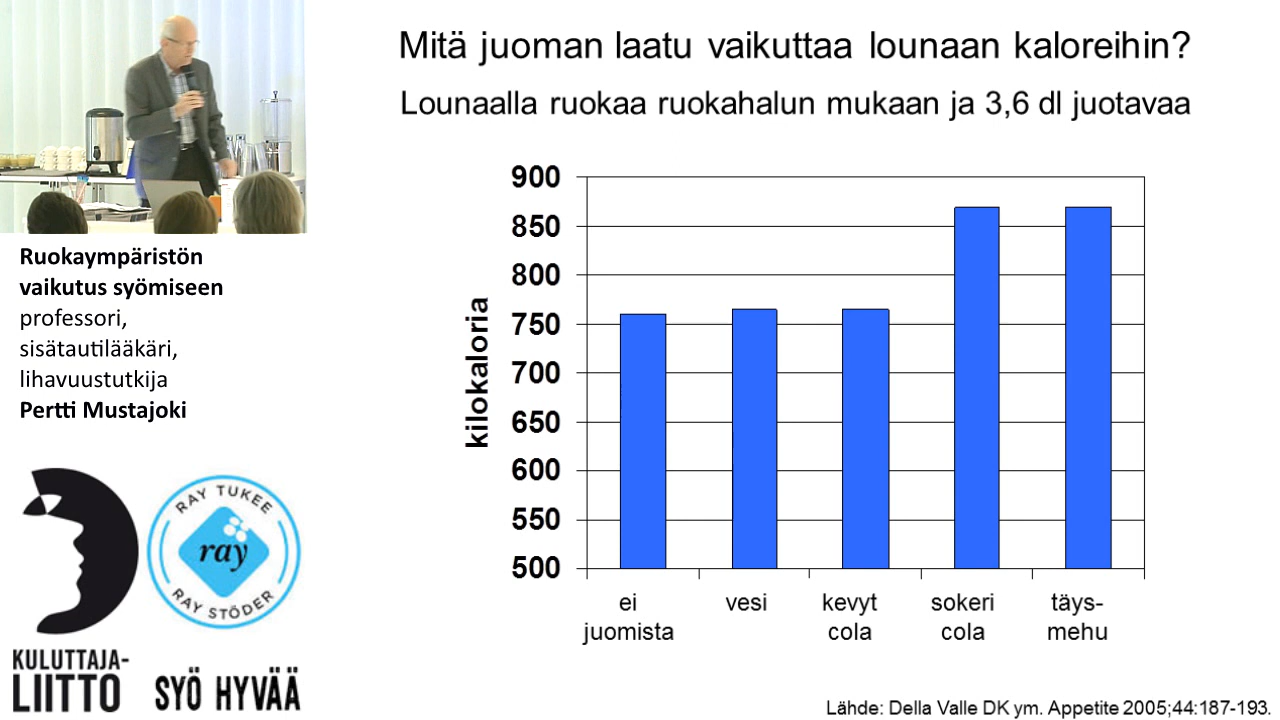 Mitä juoman laatu vaikuttaa lounaan kaloreihin?
Lounaalla ruokaa ruokahalun mukaan ja 3,6 dl juotavaa
Ruokaympäristön
vaikutus syömiseen
professori,
sisätautilääkäri,
lihavuustutkija
Pertti Mustajoki
RAY TUKEE
ray
RAY STÖDER
KULUTTAJA-
LIITTO
SYÖ HYVÄÄ
kilokaloria
900
850
800
750
700
650
600
550
500
ei
juomista
vesi
kevyt
cola
sokeri
cola
täys-
mehu
Lähde: Della Valle DK ym. Appetite 2005;44:187-193.